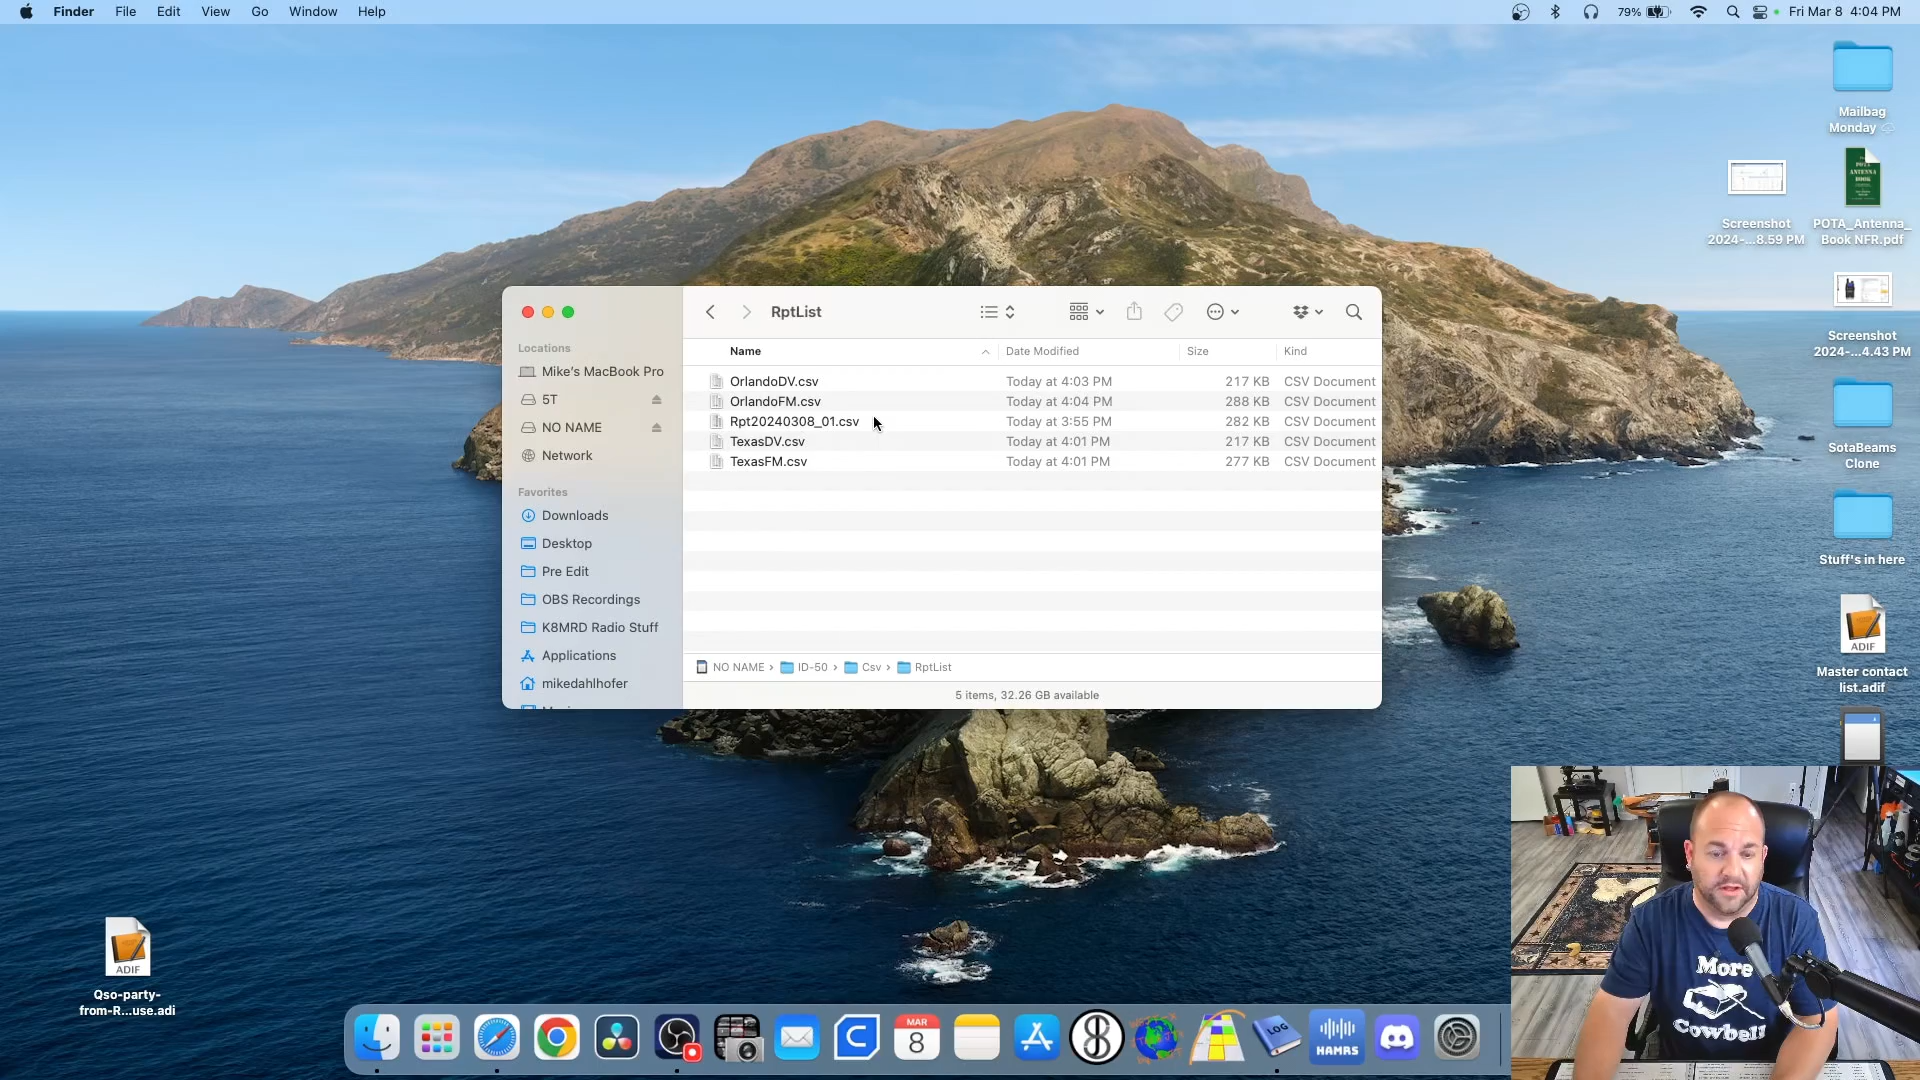 Finder File Edit View Go Window Help
79% Fri Mar 8 4:04 PM
Mailbag
Monday
Screenshot
2024-...8.59 PM
POTA ANTENNA BOOK
POTA_Antenna_
Book NFR.pdf
Screenshot
2024-...4.43 PM
SotaBeams
Clone
Stuff's in here
ADIF
Master contact
list.adif
RptList
Locations
Mike's MacBook Pro
5T
NO NAME
Network
Favorites
Downloads
Desktop
Pre Edit
OBS Recordings
K8MRD Radio Stuff
Applications
mikedahlhofer
Name Date Modified Size Kind
OrlandoDV.csv Today at 4:03 PM 217 KB CSV Document
OrlandoFM.csv Today at 4:04 PM 288 KB CSV Document
Rpt20240308_01.csv Today at 3:55 PM 282 KB CSV Document
TexasDV.csv Today at 4:01 PM 217 KB CSV Document
TexasFM.csv Today at 4:01 PM 277 KB CSV Document
NO NAME › ID-50 › Csv › RptList
5 items, 32.26 GB available
ADIF
Qso-party-
from-R...use.adi
MAR
8
LOG
HAMRS
More
Cowbell